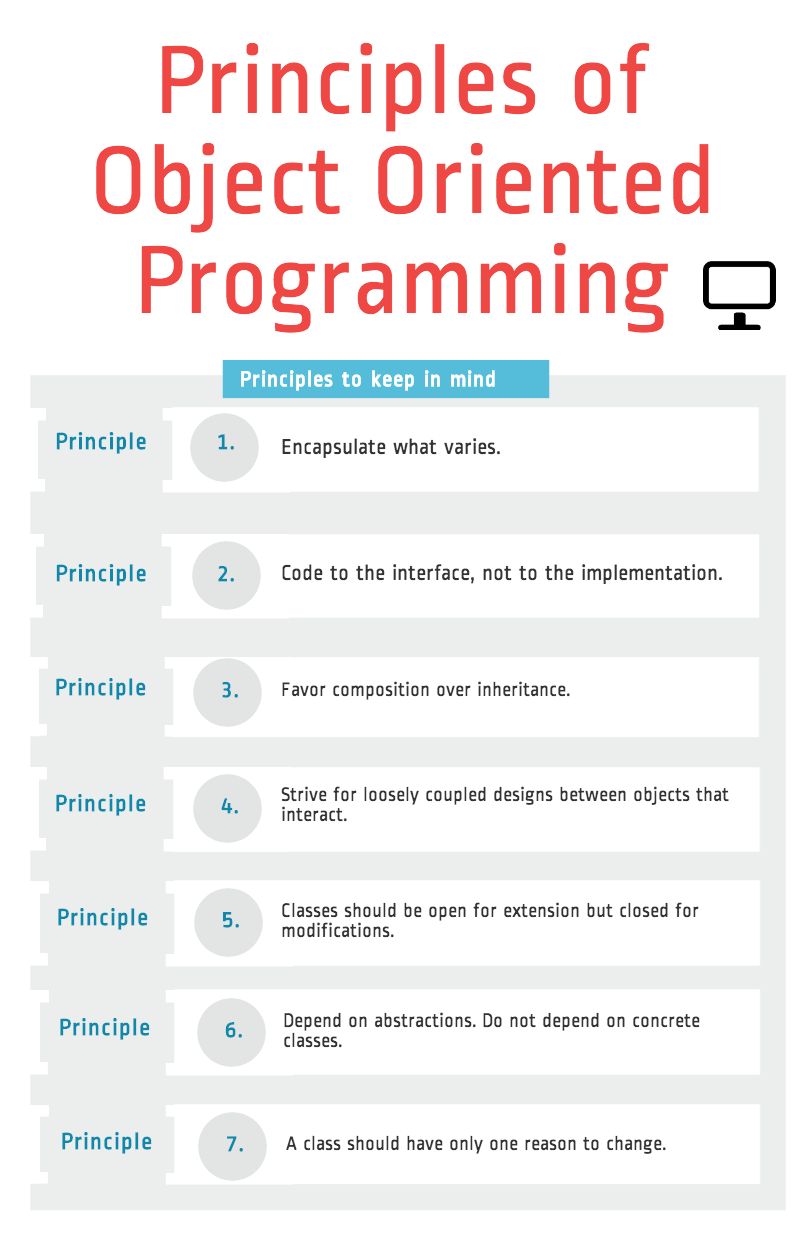 Principles of
Object Oriented
Programming
Principles to keep in mind
Principle 1. Encapsulate what varies.
Principle 2. Code to the interface, not to the implementation.
Principle 3. Favor composition over inheritance.
Principle 4. Strive for loosely coupled designs between objects that
interact.
Principle 5. Classes should be open for extension but closed for
modifications.
Principle 6. Depend on abstractions. Do not depend on concrete
classes.
Principle 7. A class should have only one reason to change.